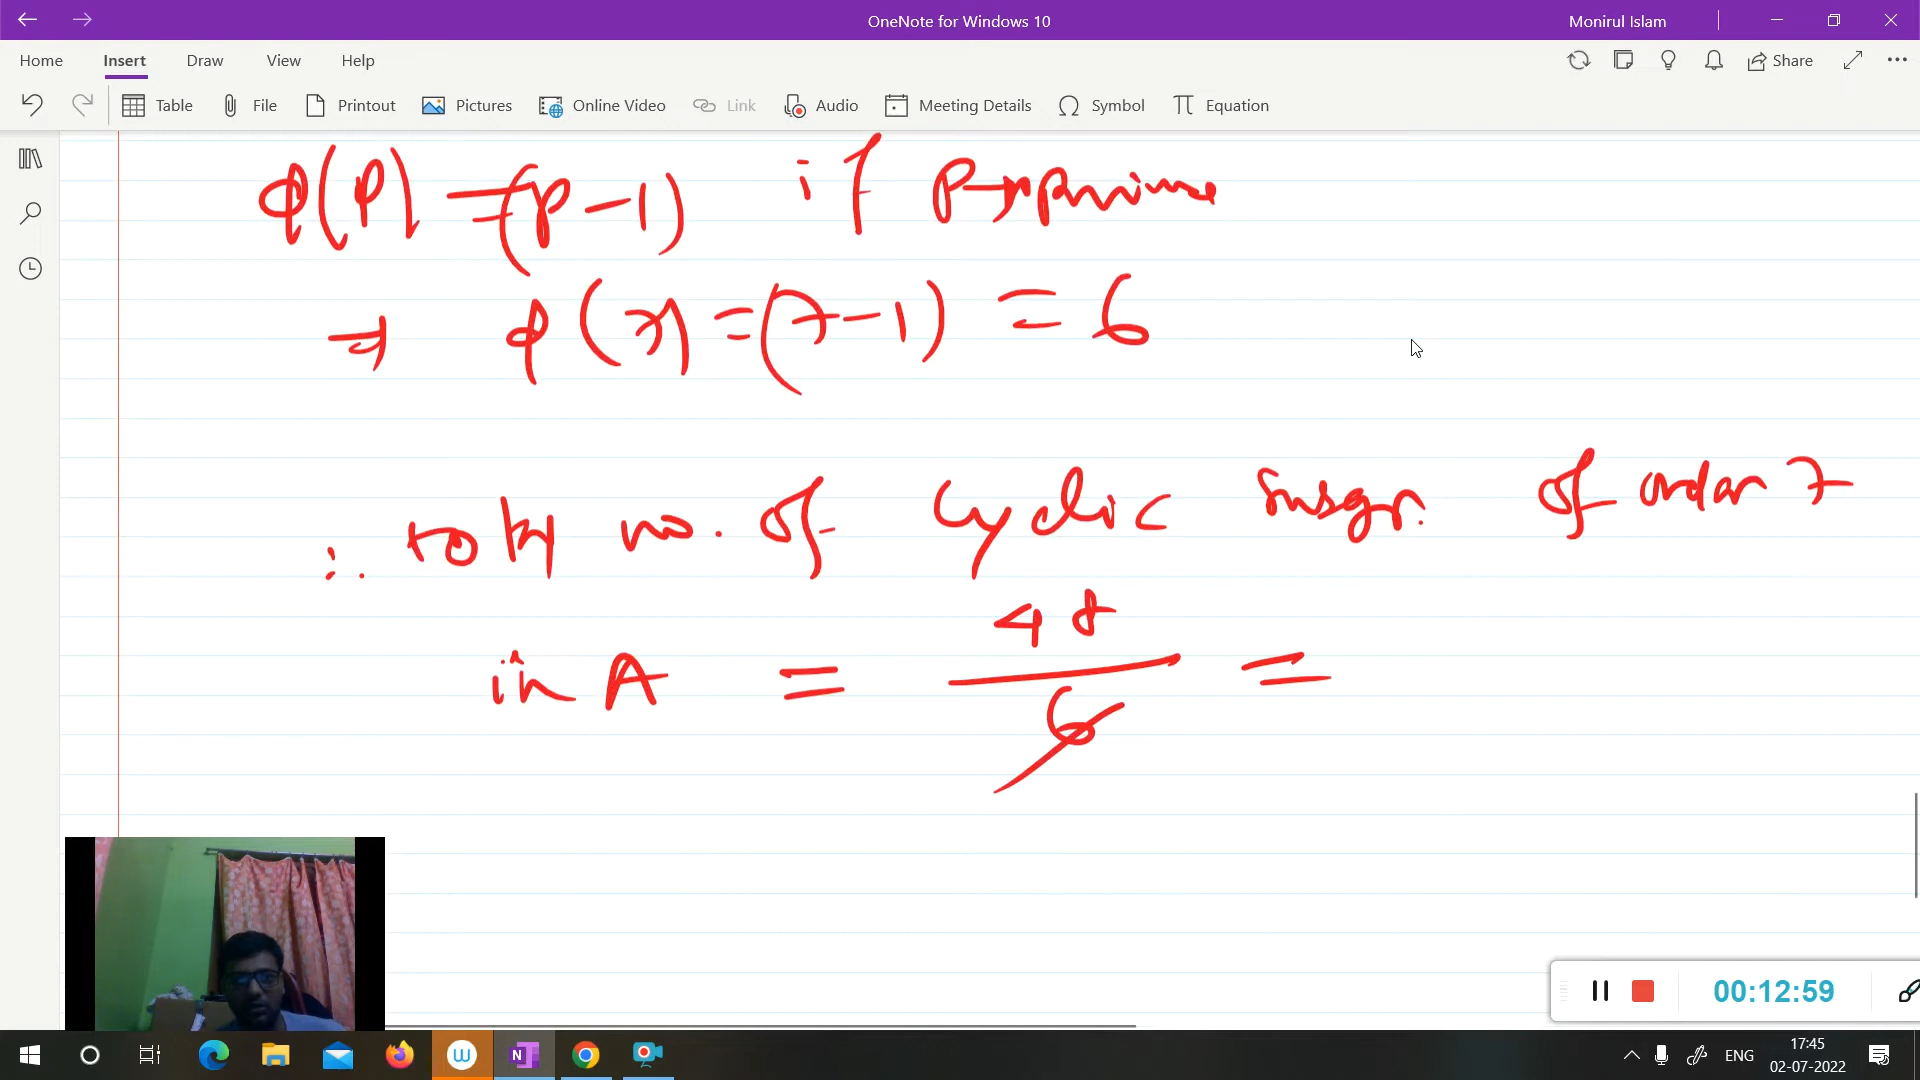 OneNote for Windows 10
Monirul Islam
Home Insert Draw View Help
Share
Table File Printout Pictures Online Video Link Audio Meeting Details Symbol Equation
φ(p) = (p-1) if p → prime
⇒ φ(7) = (7-1) = 6
∴ total no. of cyclic subgr. of order 7
in A = 48/6 =
00:12:59
ENG
17:45
02-07-2022